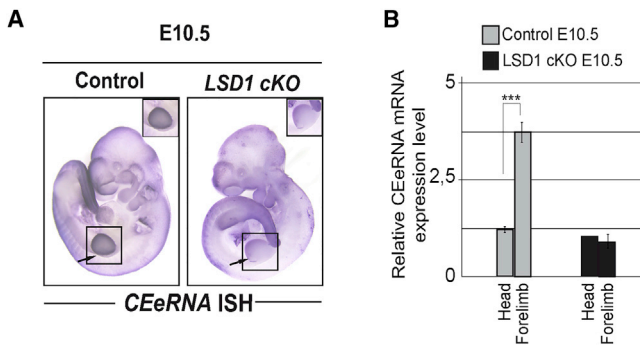 A
E10.5
Control
LSD1 cKO
CEeRNA ISH
B
Control E10.5
LSD1 cKO E10.5
Relative CEeRNA mRNA
expression level
5
2,5
0
***
Head
Forelimb
Head
Forelimb